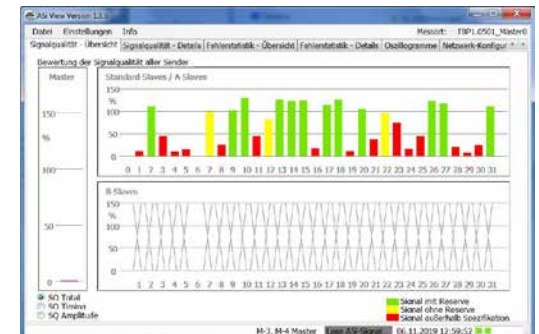 ASi View Version 1.3.6
Datei Einstellungen Info
Messort: TBP1.0501_Master0
Signalqualität - Übersicht Signalqualität - Details Fehlerstatistik - Übersicht Fehlerstatistik - Details Oszillogramme Netzwerk-Konfigur
Bewertung der Signalqualität aller Sender
Master
Standard-Slaves / A-Slaves
150
%
100
50
0
150
%
50
0 1 2 3 4 5 6 7 8 9 10 11 12 13 14 15 16 17 18 19 20 21 22 23 24 25 26 27 28 29 30 31
B-Slaves
150
%
100
50
0
1 2 3 4 5 6 7 8 9 10 11 12 13 14 15 16 17 18 19 20 21 22 23 24 25 26 27 28 29 30 31
SQ Total
SQ Timing
SQ Amplitude
Signal mit Reserve
Signal ohne Reserve
Signal außerhalb Spezifikation
M-3, M-4 Master
06.11.2019 12:59:52